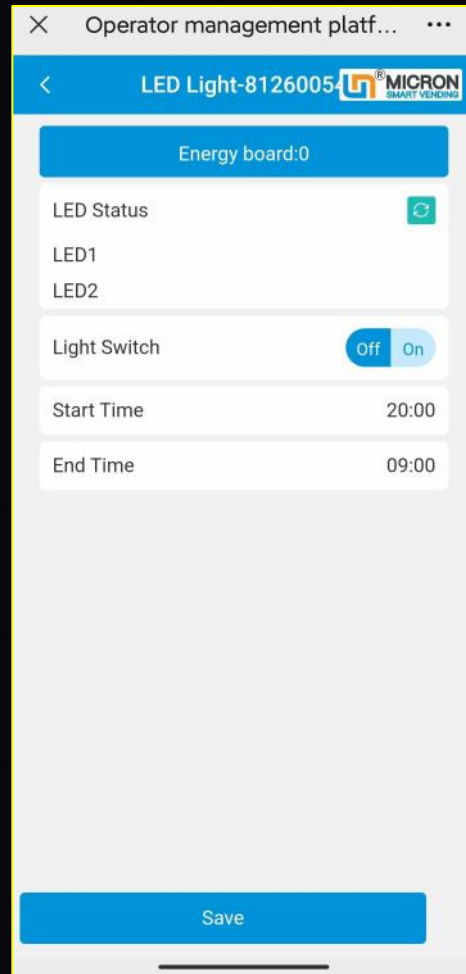 Operator management platf...
LED Light-8126005
MICRON
SMART VENDING
Energy board:0
LED Status
LED1
LED2
Light Switch Off On
Start Time 20:00
End Time 09:00
Save